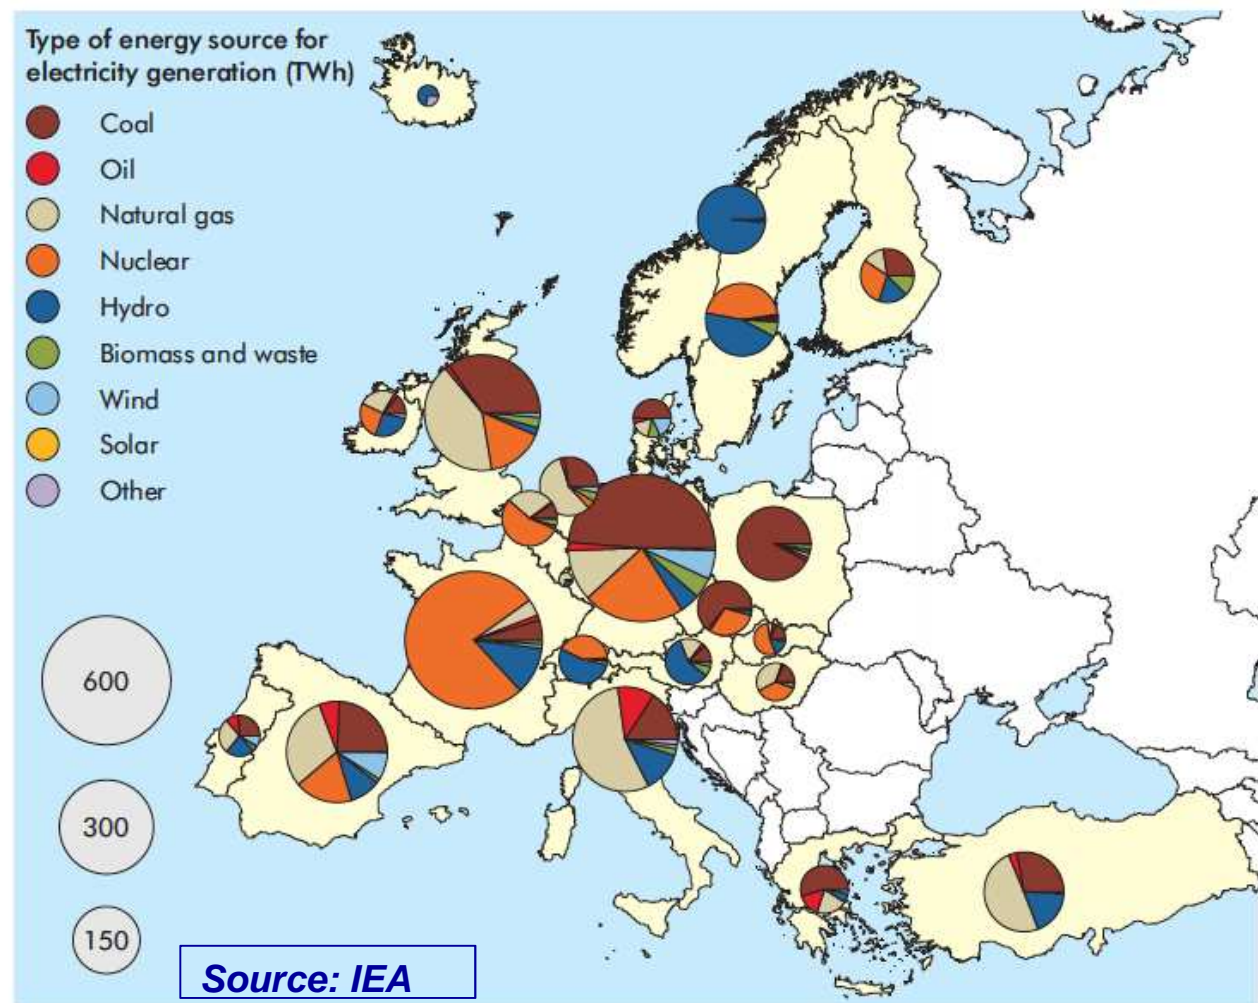 Type of energy source for
electricity generation (TWh)
Coal
Oil
Natural gas
Nuclear
Hydro
Biomass and waste
Wind
Solar
Other
600
300
150
Source: IEA